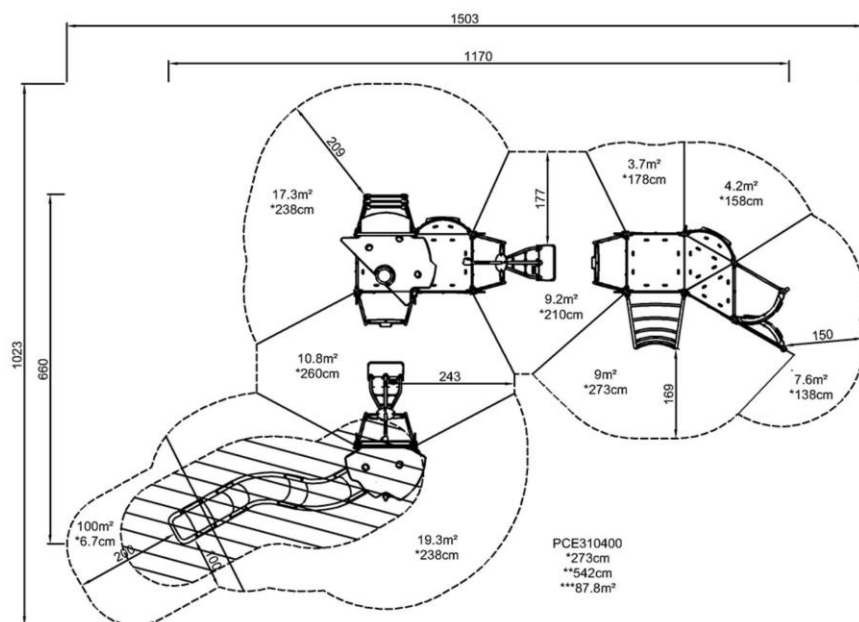 1503
1170
209
17.3m²
*238cm
177
3.7m²
*178cm
4.2m²
*158cm
1023
660
9.2m²
*210cm
10.8m²
*260cm
243
9m²
*273cm
169
150
7.6m²
*138cm
100m²
*6.7cm
200
100
19.3m²
*238cm
PCE310400
*273cm
**542cm
***87.8m²